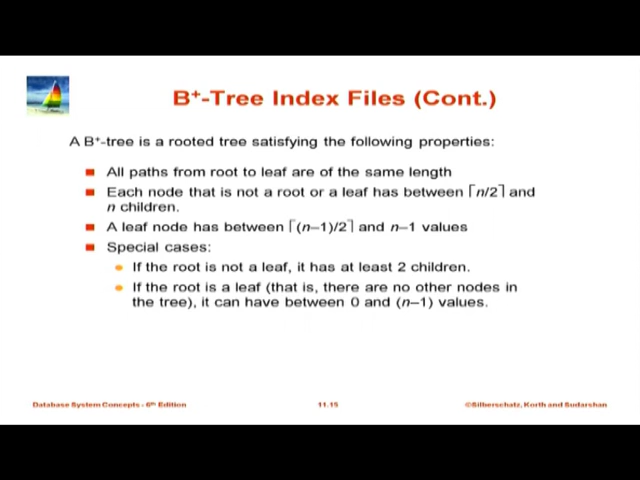 B⁺-Tree Index Files (Cont.)
A B⁺-tree is a rooted tree satisfying the following properties:
All paths from root to leaf are of the same length
Each node that is not a root or a leaf has between ⌈n/2⌉ and
n children.
A leaf node has between ⌈(n–1)/2⌉ and n–1 values
Special cases:
If the root is not a leaf, it has at least 2 children.
If the root is a leaf (that is, there are no other nodes in
the tree), it can have between 0 and (n–1) values.
Database System Concepts - 6ᵗʰ Edition
11.15
©Silberschatz, Korth and Sudarshan